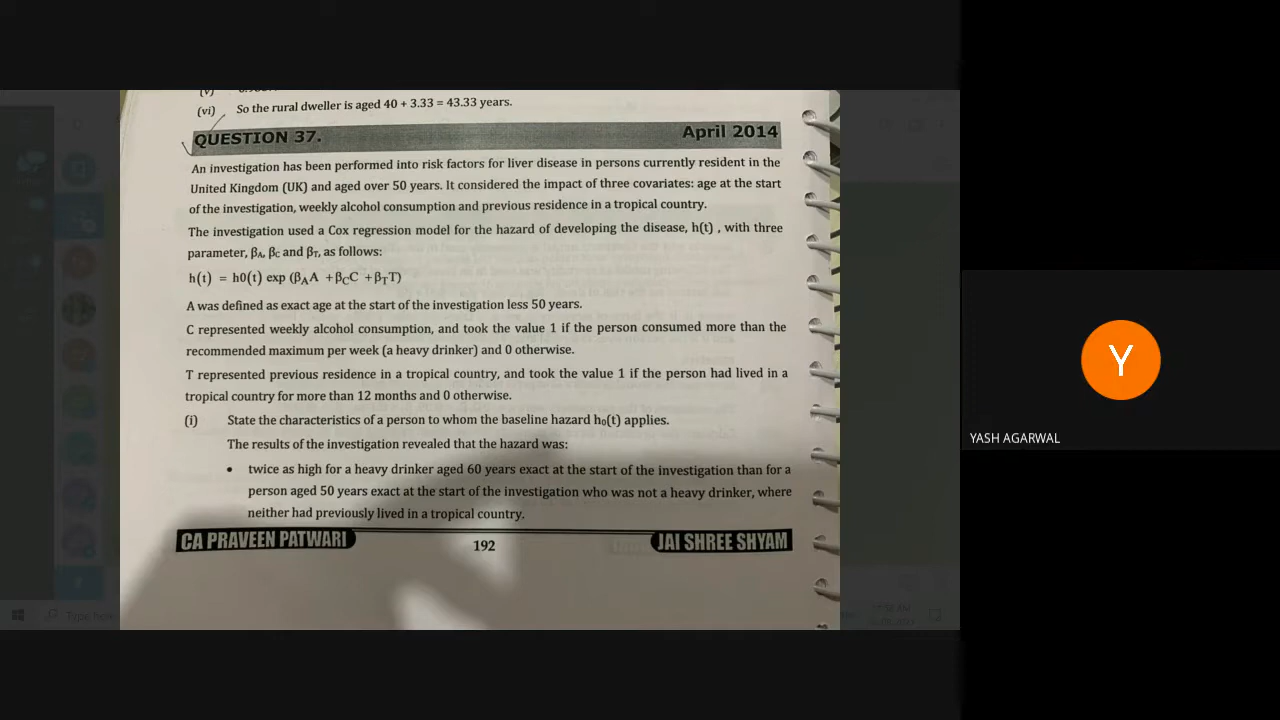 (vi) So the rural dweller is aged 40 + 3.33 = 43.33 years.
QUESTION 37. April 2014
An investigation has been performed into risk factors for liver disease in persons currently resident in the
United Kingdom (UK) and aged over 50 years. It considered the impact of three covariates: age at the start
of the investigation, weekly alcohol consumption and previous residence in a tropical country.
The investigation used a Cox regression model for the hazard of developing the disease, h(t) , with three
parameter, βA, βC and βT, as follows:
h(t) = h0(t) exp (βAA +βCC +βTT)
A was defined as exact age at the start of the investigation less 50 years.
C represented weekly alcohol consumption, and took the value 1 if the person consumed more than the
recommended maximum per week (a heavy drinker) and 0 otherwise.
T represented previous residence in a tropical country, and took the value 1 if the person had lived in a
tropical country for more than 12 months and 0 otherwise.
(i) State the characteristics of a person to whom the baseline hazard h0(t) applies.
The results of the investigation revealed that the hazard was:
• twice as high for a heavy drinker aged 60 years exact at the start of the investigation than for a
person aged 50 years exact at the start of the investigation who was not a heavy drinker, where
neither had previously lived in a tropical country.
CA PRAVEEN PATWARI 192 JAI SHREE SHYAM
Y
YASH AGARWAL